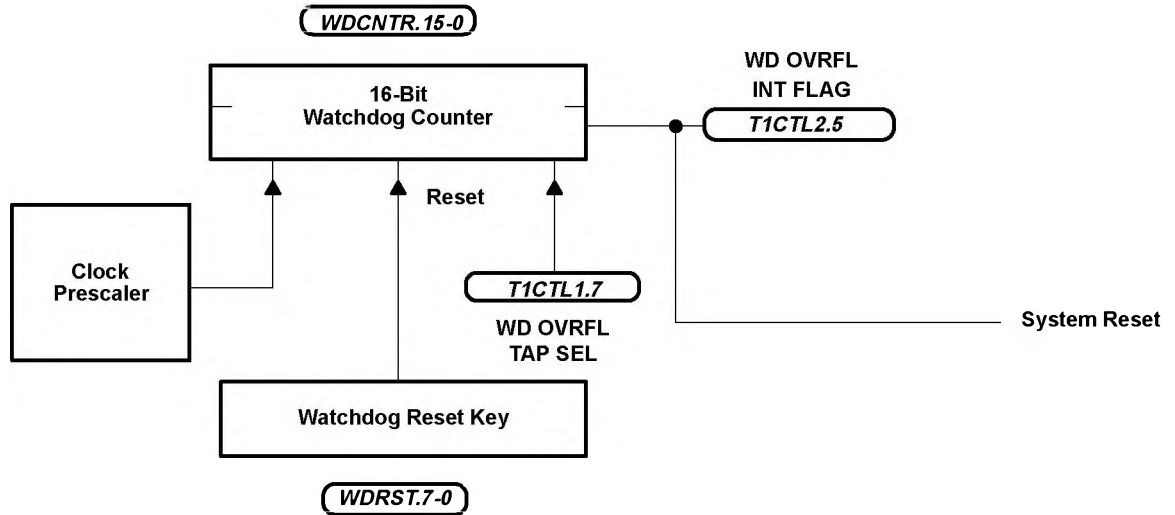 WDCNTR.15-0
16-Bit
Watchdog Counter
WD OVRFL
INT FLAG
T1CTL2.5
Reset
Clock
Prescaler
T1CTL1.7
WD OVRFL
TAP SEL
System Reset
Watchdog Reset Key
WDRST.7-0